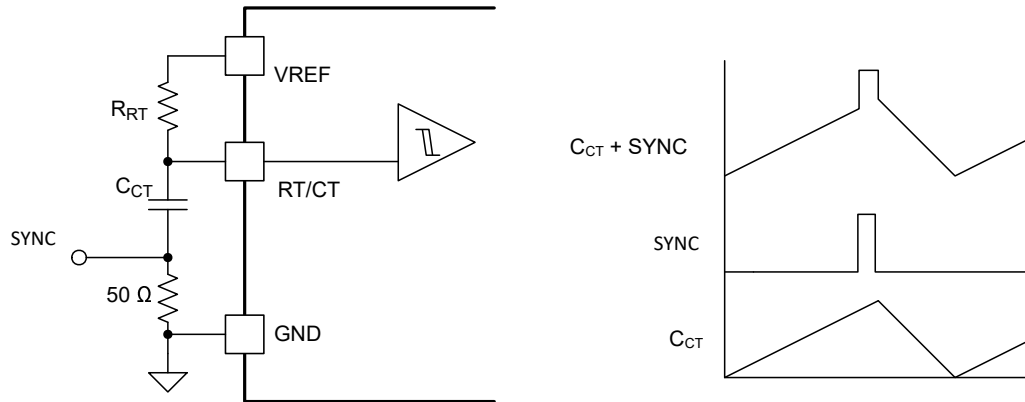 VREF
R_RT
RT/CT
C_CT
SYNC
50 Ω
GND
C_CT + SYNC
SYNC
C_CT